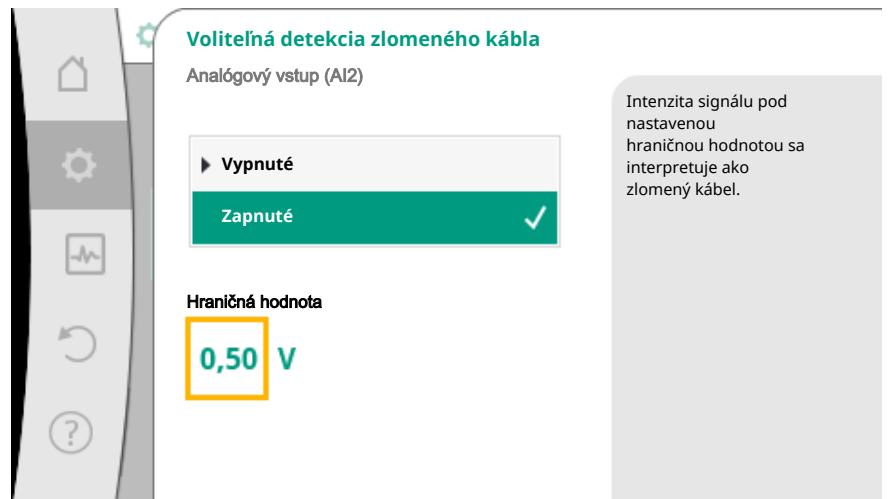 Voliteľná detekcia zlomeného kábla
Analógový vstup (AI2)
Vypnuté
Zapnuté
Hraničná hodnota
0,50 V
Intenzita signálu pod
nastavenou
hraničnou hodnotou sa
interpretuje ako
zlomený kábel.
?